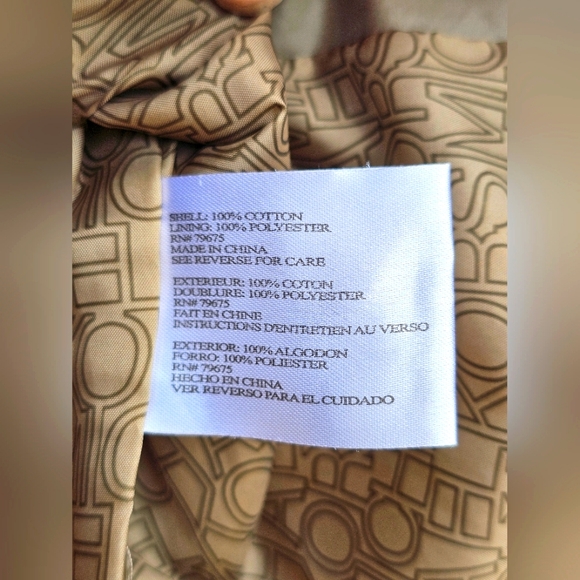 SHELL: 100% COTTON
LINING: 100% POLYESTER
RN# 79675
MADE IN CHINA
SEE REVERSE FOR CARE
EXTERIEUR: 100% COTON
DOUBLURE: 100% POLYESTER
RN# 79675
FAIT EN CHINE
INSTRUCTIONS D'ENTRETIEN AU VERSO
EXTERIOR: 100% ALGODON
FORRO: 100% POLIESTER
RN# 79675
HECHO EN CHINA
VER REVERSO PARA EL CUIDADO